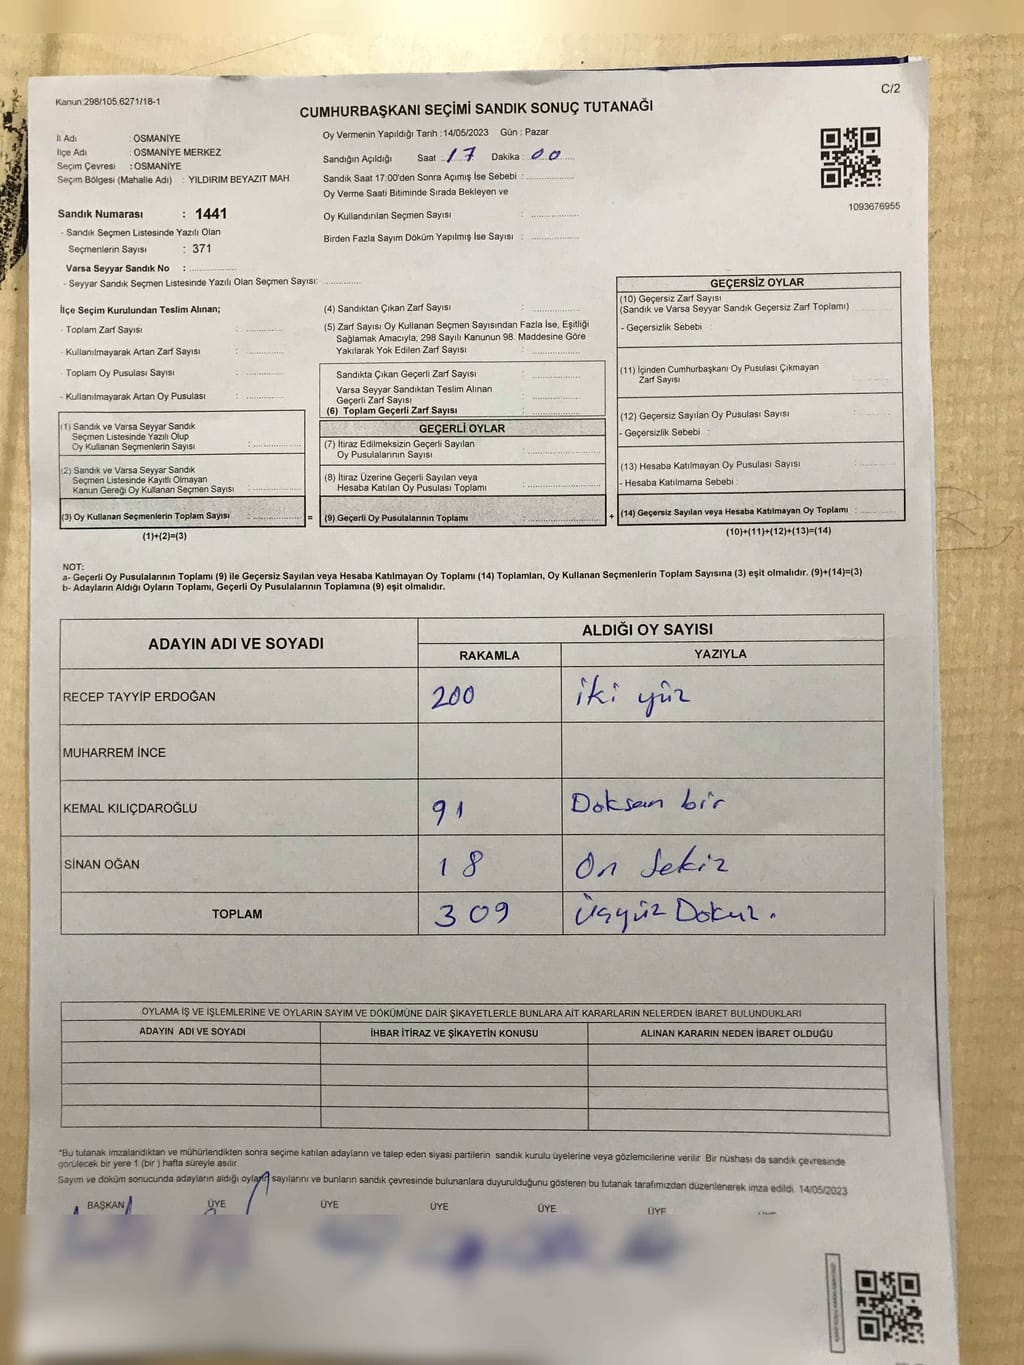 Kanun:298/105,6271/18-1
C/2
CUMHURBAŞKANI SEÇİMİ SANDIK SONUÇ TUTANAĞI
İl Adı : OSMANİYE
İlçe Adı : OSMANİYE MERKEZ
Seçim Çevresi : OSMANİYE
Seçim Bölgesi (Mahalle Adı) : YILDIRIM BEYAZIT MAH.
Sandık Numarası : 1441
- Sandık Seçmen Listesinde Yazılı Olan
Seçmenlerin Sayısı : 371
Varsa Seyyar Sandık No : ................
- Seyyar Sandık Seçmen Listesinde Yazılı Olan Seçmen Sayısı: ............
Oy Vermenin Yapıldığı Tarih :14/05/2023 Gün : Pazar
Sandığın Açıldığı Saat : 17 Dakika : 00
Sandık Saat 17:00'den Sonra Açımış İse Sebebi : ................
Oy Verme Saati Bitiminde Sırada Bekleyen ve
Oy Kullandırılan Seçmen Sayısı : ................
Birden Fazla Sayım Döküm Yapılmış İse Sayısı : ................
1093676955
İlçe Seçim Kurulundan Teslim Alınan;
- Toplam Zarf Sayısı : ............
- Kullanılmayarak Artan Zarf Sayısı : ............
- Toplam Oy Pusulası Sayısı : ............
- Kullanılmayarak Artan Oy Pusulası : ............
(1) Sandık ve Varsa Seyyar Sandık
Seçmen Listesinde Yazılı Olup
Oy Kullanan Seçmenlerin Sayısı : ................
(2) Sandık ve Varsa Seyyar Sandık
Seçmen Listesinde Kayıtlı Olmayan
Kanun Gereği Oy Kullanan Seçmen Sayısı : ................
(3) Oy Kullanan Seçmenlerin Toplam Sayısı : ................
(1)+(2)=(3)
(4) Sandıktan Çıkan Zarf Sayısı : ................
(5) Zarf Sayısı Oy Kullanan Seçmen Sayısından Fazla İse, Eşitliği
Sağlamak Amacıyla; 298 Sayılı Kanunun 98. Maddesine Göre
Yakılarak Yok Edilen Zarf Sayısı : ................
Sandıkta Çıkan Geçerli Zarf Sayısı : ................
Varsa Seyyar Sandıktan Teslim Alınan
Geçerli Zarf Sayısı : ................
(6) Toplam Geçerli Zarf Sayısı : ................
GEÇERLİ OYLAR
(7) İtiraz Edilmeksizin Geçerli Sayılan
Oy Pusulalarının Sayısı : ................
(8) İtiraz Üzerine Geçerli Sayılan veya
Hesaba Katılan Oy Pusulası Toplamı : ................
= (9) Geçerli Oy Pusulalarının Toplamı : ................ +
GEÇERSİZ OYLAR
(10) Geçersiz Zarf Sayısı
(Sandık ve Varsa Seyyar Sandık Geçersiz Zarf Toplamı) : ............
- Geçersizlik Sebebi :
(11) İçinden Cumhurbaşkanı Oy Pusulası Çıkmayan
Zarf Sayısı : ............
(12) Geçersiz Sayılan Oy Pusulası Sayısı : ............
- Geçersizlik Sebebi :
(13) Hesaba Katılmayan Oy Pusulası Sayısı : ............
- Hesaba Katılmama Sebebi :
(14) Geçersiz Sayılan veya Hesaba Katılmayan Oy Toplamı : ............
(10)+(11)+(12)+(13)=(14)
NOT:
a- Geçerli Oy Pusulalarının Toplamı (9) ile Geçersiz Sayılan veya Hesaba Katılmayan Oy Toplamı (14) Toplamları, Oy Kullanan Seçmenlerin Toplam Sayısına (3) eşit olmalıdır. (9)+(14)=(3)
b- Adayların Aldığı Oyların Toplamı, Geçerli Oy Pusulalarının Toplamına (9) eşit olmalıdır.
ADAYIN ADI VE SOYADI ALDIĞI OY SAYISI
RAKAMLA YAZIYLA
RECEP TAYYİP ERDOĞAN 200 iki yüz
MUHARREM İNCE
KEMAL KILIÇDAROĞLU 91 Doksan bir
SİNAN OĞAN 18 On Sekiz
TOPLAM 309 Üçyüz Dokuz.
OYLAMA İŞ VE İŞLEMLERİNE VE OYLARIN SAYIM VE DÖKÜMÜNE DAİR ŞİKAYETLERLE BUNLARA AİT KARARLARIN NELERDEN İBARET BULUNDUKLARI
ADAYIN ADI VE SOYADI İHBAR İTİRAZ VE ŞİKAYETİN KONUSU ALINAN KARARIN NEDEN İBARET OLDUĞU
*Bu tutanak imzalandıktan ve mühürlendikten sonra seçime katılan adayların ve talep eden siyasi partilerin sandık kurulu üyelerine veya gözlemcilerine verilir. Bir nüshası da sandık çevresinde
görülecek bir yere 1 (bir ) hafta süreyle asılır.
Sayım ve döküm sonucunda adayların aldığı oyların sayılarını ve bunların sandık çevresinde bulunanlara duyurulduğunu gösteren bu tutanak tarafımızdan düzenlenerek imza edildi. 14/05/2023
BAŞKAN ÜYE ÜYE ÜYE ÜYE ÜYE